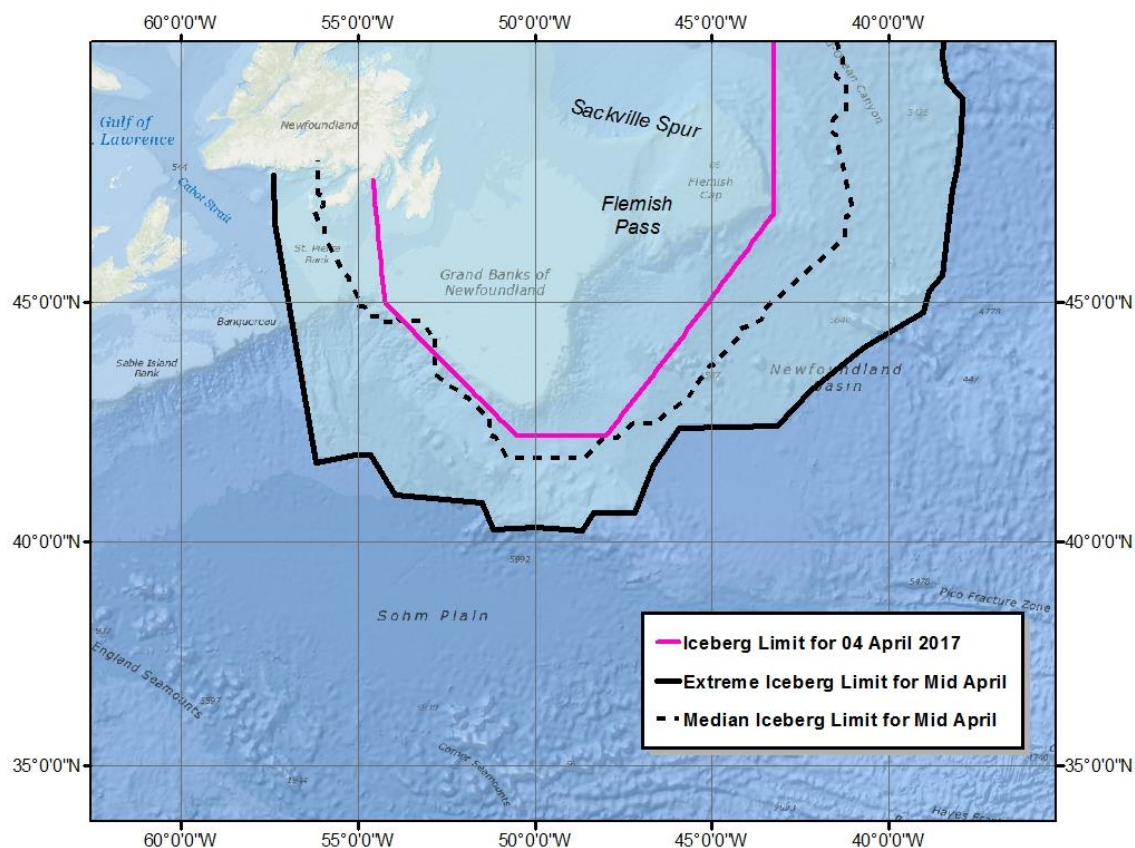 60°0'0"W 55°0'0"W 50°0'0"W 45°0'0"W 40°0'0"W
Gulf of
Lawrence
Newfoundland
544
Cabot Strait
Sackville Spur
Flemish
Cap
Flemish
Pass
St. Pierre
Bank
Grand Banks of
Newfoundland
45°0'0"N
45°0'0"N
Banquereau
4778
Sable Island
Bank
Newfoundland
Basin
40°0'0"N
40°0'0"N
Pico Fracture Zone
Sohm Plain
Iceberg Limit for 04 April 2017
Extreme Iceberg Limit for Mid April
Median Iceberg Limit for Mid April
England Seamounts
Corner Seamounts
35°0'0"N
35°0'0"N
60°0'0"W 55°0'0"W 50°0'0"W 45°0'0"W 40°0'0"W